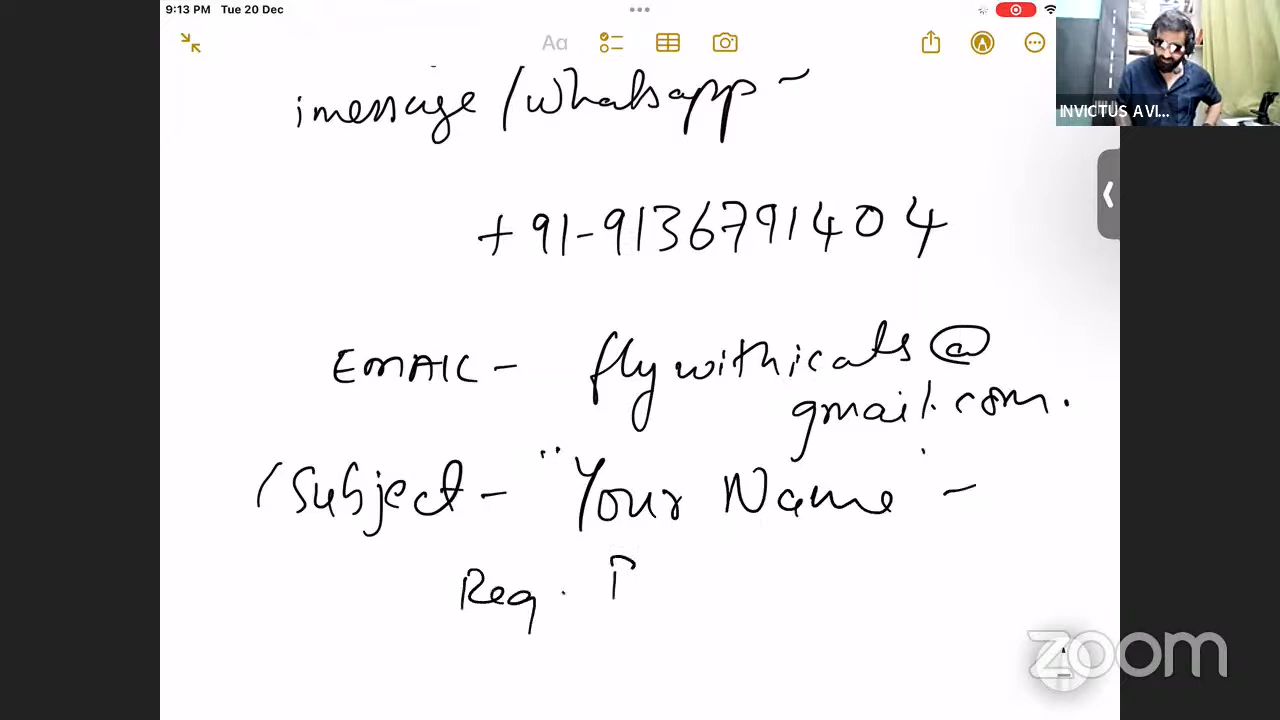 9:13 PM Tue 20 Dec
Aa
INVICTUS AVI...
imessage/Whatsapp -
+91-9136791404
EMAIL - flywithicats@
gmail.com.
(Subject - "Your Name -
Req.
zoom